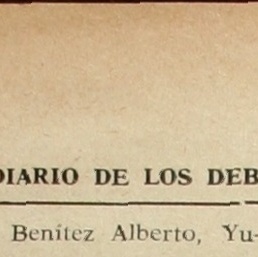 DIARIO DE LOS DEB
Benítez Alberto, Yu-